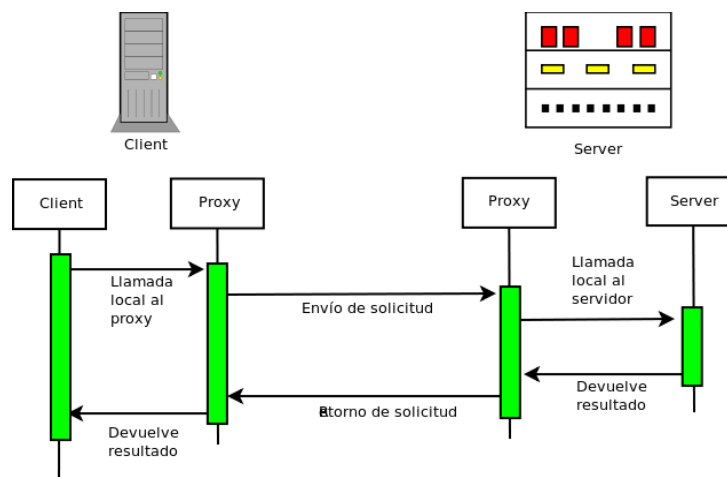 Client
Server
Client
Proxy
Proxy
Server
Llamada
local al
proxy
Envío de solicitud
Llamada
local al
servidor
Devuelve
resultado
Retorno de solicitud
Devuelve
resultado